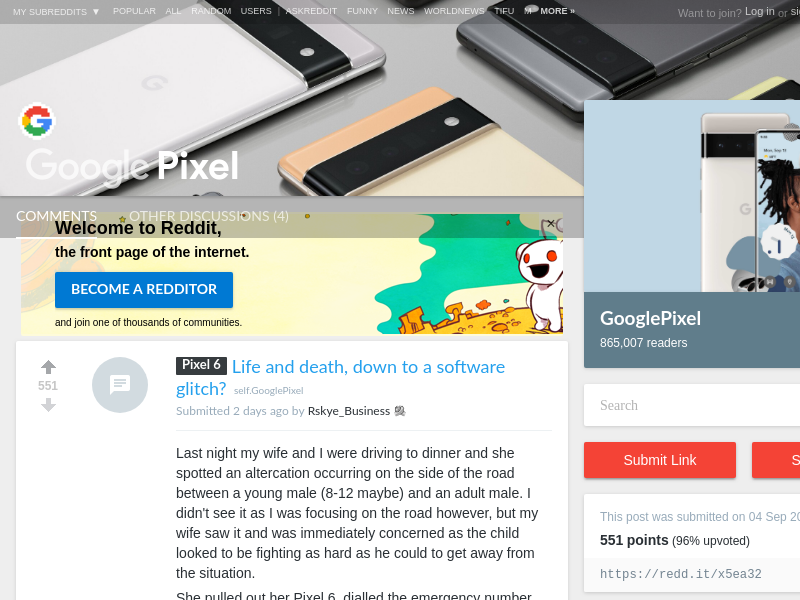 MY SUBREDDITS ▼ POPULAR ALL RANDOM USERS | ASKREDDIT FUNNY NEWS WORLDNEWS TIFU MORE »
Want to join? Log in or
Google Pixel
COMMENTS OTHER DISCUSSIONS (4)
Welcome to Reddit,
the front page of the internet.
BECOME A REDDITOR
and join one of thousands of communities.
551
Pixel 6 Life and death, down to a software
glitch? self.GooglePixel
Submitted 2 days ago by Rskye_Business
Last night my wife and I were driving to dinner and she
spotted an altercation occurring on the side of the road
between a young male (8-12 maybe) and an adult male. I
didn't see it as I was focusing on the road however, but my
wife saw it and was immediately concerned as the child
looked to be fighting as hard as he could to get away from
the situation.
She pulled out her Pixel 6, dialled the emergency number
GooglePixel
865,007 readers
Search
Submit Link
S
This post was submitted on 04 Sep 20
551 points (96% upvoted)
https://redd.it/x5ea32